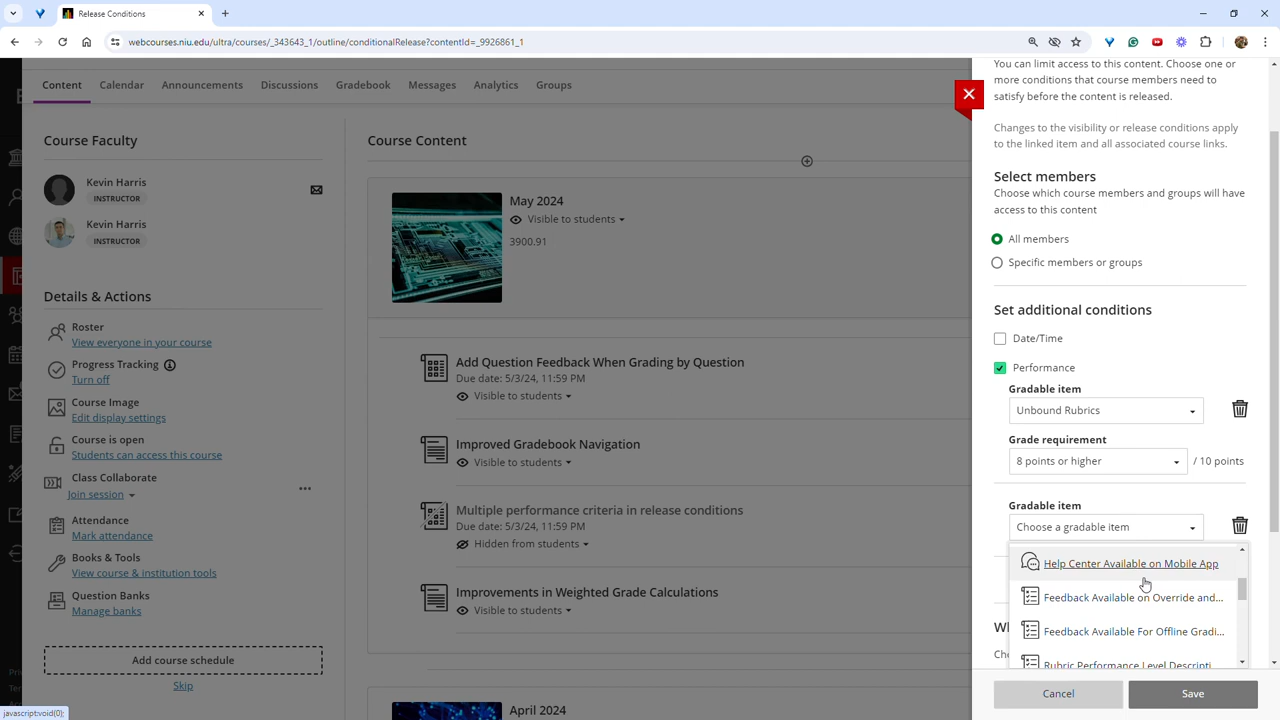 Release Conditions
webcourses.niu.edu/ultra/courses/_343643_1/outline/conditionalRelease?contentId=_9926861_1
Content
Calendar
Announcements
Discussions
Gradebook
Messages
Analytics
Groups
Course Faculty
Kevin Harris
INSTRUCTOR
Kevin Harris
INSTRUCTOR
Details & Actions
Roster
View everyone in your course
Progress Tracking
Turn off
Course Image
Edit display settings
Course is open
Students can access this course
Class Collaborate
Join session
Attendance
Mark attendance
Books & Tools
View course & institution tools
Question Banks
Manage banks
Add course schedule
Skip
Pri
Ter
javascript:void(0);
Course Content
May 2024
Visible to students
3900.91
Add Question Feedback When Grading by Question
Due date: 5/3/24, 11:59 PM
Visible to students
Improved Gradebook Navigation
Visible to students
Multiple performance criteria in release conditions
Due date: 5/3/24, 11:59 PM
Hidden from students
Improvements in Weighted Grade Calculations
Visible to students
April 2024
You can limit access to this content. Choose one or
more conditions that course members need to
satisfy before the content is released.
Changes to the visibility or release conditions apply
to the linked item and all associated course links.
Select members
Choose which course members and groups will have
access to this content
All members
Specific members or groups
Set additional conditions
Date/Time
Performance
Gradable item
Unbound Rubrics
Grade requirement
8 points or higher
/ 10 points
Gradable item
Choose a gradable item
Help Center Available on Mobile App
Feedback Available on Override and...
Feedback Available For Offline Gradi...
Rubric Performance Level Descripti...
Cho
Cancel
Save